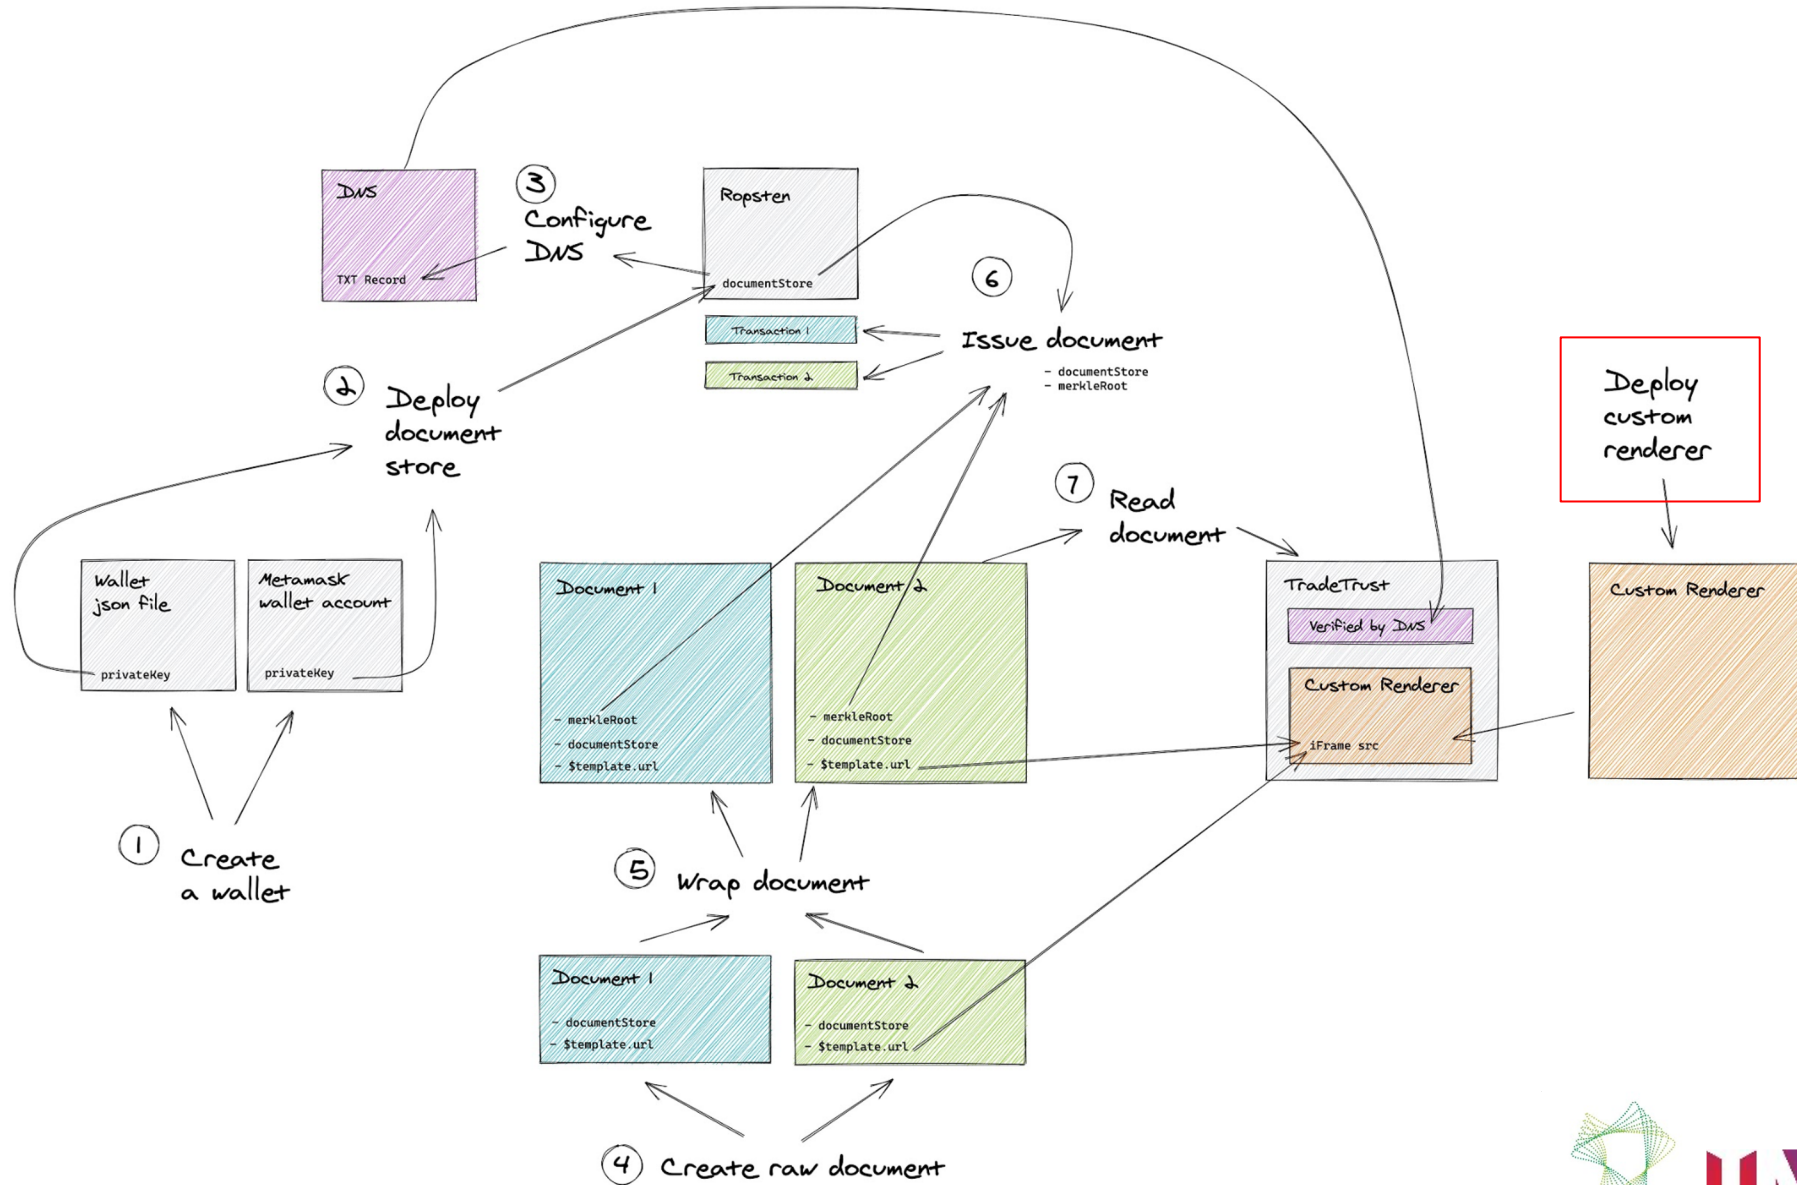 DNS
TXT Record
3
Configure
DNS
Ropsten
documentStore
Transaction 1
Transaction 2
6
Issue document
- documentStore
- merkleRoot
2
Deploy
document
store
Deploy
custom
renderer
7
Read
document
Wallet
json file
privateKey
Metamask
wallet account
privateKey
Document 1
- merkleRoot
- documentStore
- $template.url
Document 2
- merkleRoot
- documentStore
- $template.url
TradeTrust
Verified by DNS
Custom Renderer
iFrame src
Custom Renderer
1
Create
a wallet
5
Wrap document
Document 1
- documentStore
- $template.url
Document 2
- documentStore
- $template.url
4
Create raw document